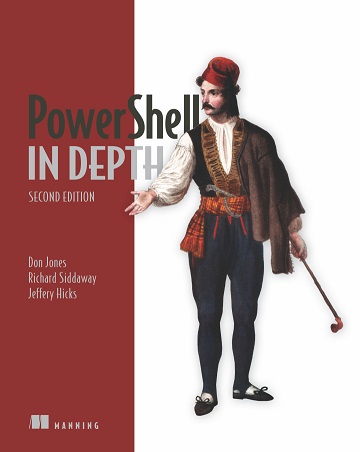 PowerShell
IN DEPTH
SECOND EDITION
Don Jones
Richard Siddaway
Jeffery Hicks
MANNING